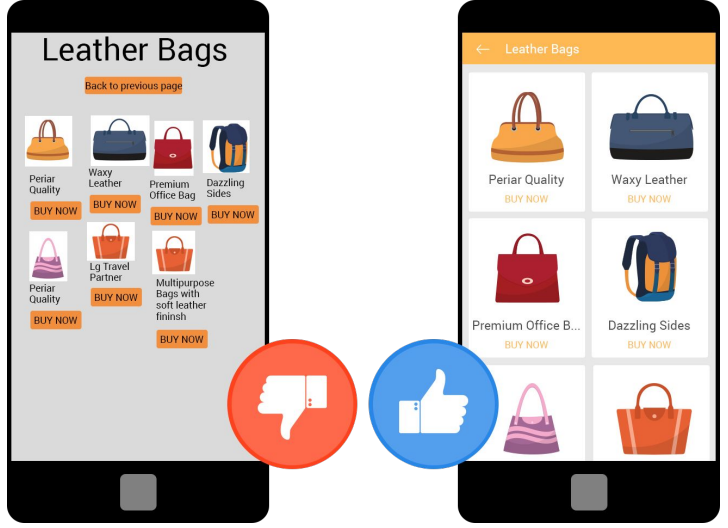 Leather Bags
Back to previous page
Periar
Quality
BUY NOW
Waxy
Leather
BUY NOW
Premium
Office Bag
BUY NOW
Dazzling
Sides
BUY NOW
Periar
Quality
BUY NOW
Lg Travel
Partner
BUY NOW
Multipurpose
Bags with
soft leather
fininsh
BUY NOW
Leather Bags
Periar Quality
BUY NOW
Waxy Leather
BUY NOW
Premium Office B...
BUY NOW
Dazzling Sides
BUY NOW